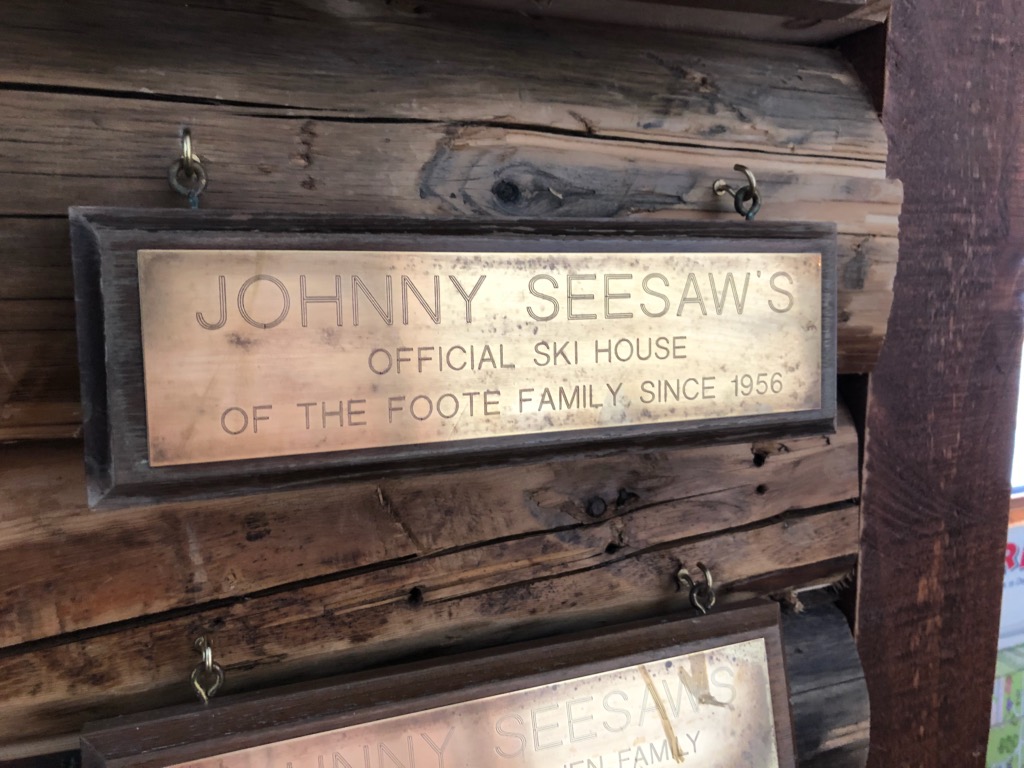 JOHNNY SEESAW'S
OFFICIAL SKI HOUSE
OF THE FOOTE FAMILY SINCE 1956
SEESAW'S
FAMILY